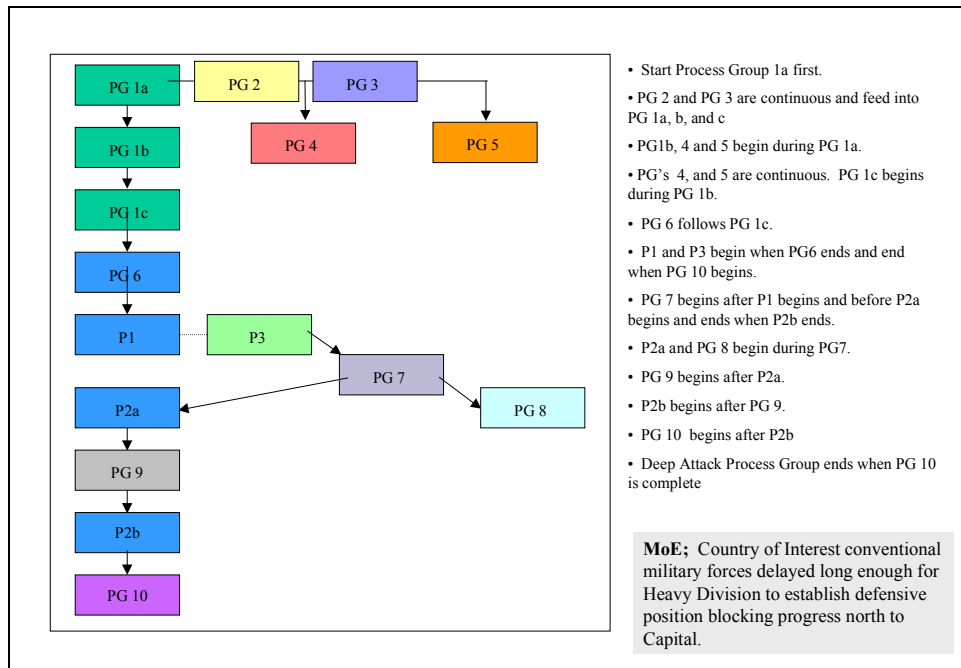 PG 1a
PG 2
PG 3
PG 4
PG 5
PG 1b
PG 1c
PG 6
P1
P3
PG 7
P2a
PG 8
PG 9
P2b
PG 10
• Start Process Group 1a first.
• PG 2 and PG 3 are continuous and feed into
PG 1a, b, and c
• PG1b, 4 and 5 begin during PG 1a.
• PG's 4, and 5 are continuous. PG 1c begins
during PG 1b.
• PG 6 follows PG 1c.
• P1 and P3 begin when PG6 ends and end
when PG 10 begins.
• PG 7 begins after P1 begins and before P2a
begins and ends when P2b ends.
• P2a and PG 8 begin during PG7.
• PG 9 begins after P2a.
• P2b begins after PG 9.
• PG 10 begins after P2b
• Deep Attack Process Group ends when PG 10
is complete
MoE; Country of Interest conventional
military forces delayed long enough for
Heavy Division to establish defensive
position blocking progress north to
Capital.